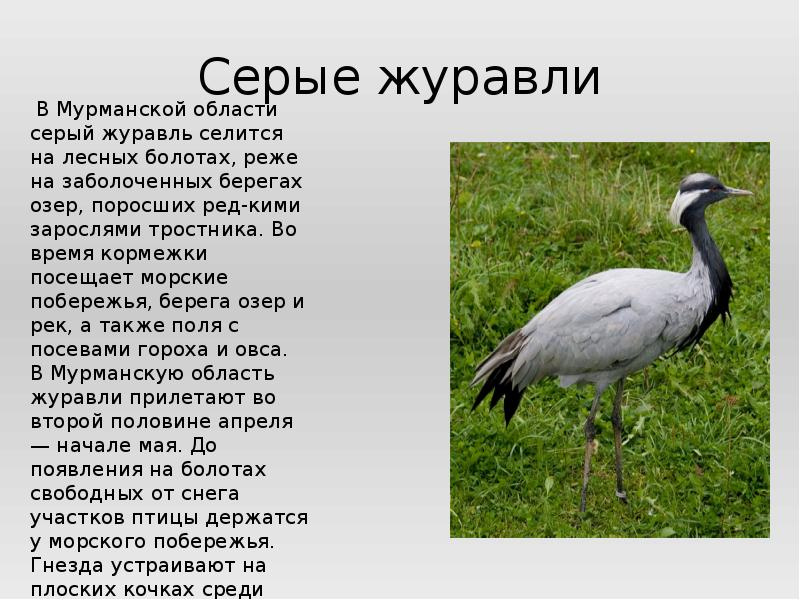 Серые журавли
В Мурманской области
серый журавль селится
на лесных болотах, реже
на заболоченных берегах
озер, поросших ред-кими
зарослями тростника. Во
время кормежки
посещает морские
побережья, берега озер и
рек, а также поля с
посевами гороха и овса.
В Мурманскую область
журавли прилетают во
второй половине апреля
— начале мая. До
появления на болотах
свободных от снега
участков птицы держатся
у морского побережья.
Гнезда устраивают на
плоских кочках среди